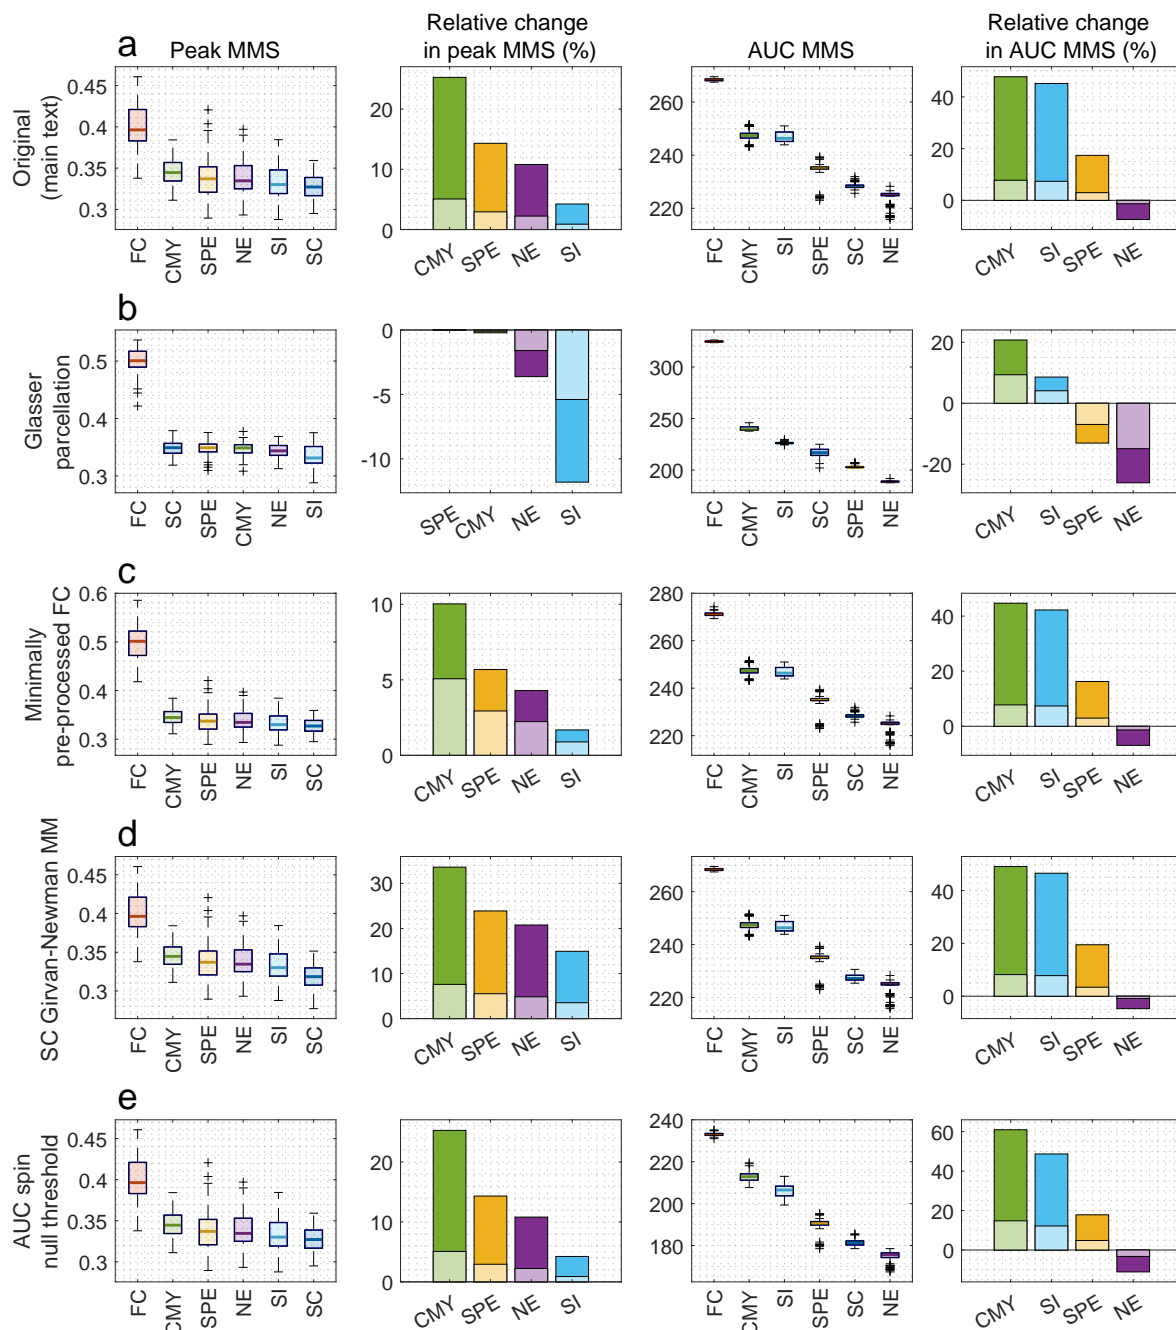 a
Peak MMS
Relative change
in peak MMS (%)
AUC MMS
Relative change
in AUC MMS (%)
Original
(main text)
0.45
0.4
0.35
0.3
FC
CMY
SPE
NE
SI
SC
20
10
0
CMY
SPE
NE
SI
260
240
220
FC
CMY
SI
SPE
SC
NE
40
20
0
CMY
SI
SPE
NE
b
Glasser
parcellation
0.5
0.4
0.3
FC
SC
SPE
CMY
NE
SI
0
-5
-10
SPE
CMY
NE
SI
300
250
200
FC
CMY
SI
SC
SPE
NE
20
0
-20
CMY
SI
SPE
NE
c
Minimally
pre-processed FC
0.6
0.5
0.4
0.3
FC
CMY
SPE
NE
SI
SC
10
5
0
CMY
SPE
NE
SI
280
260
240
220
FC
CMY
SI
SPE
SC
NE
40
20
0
CMY
SI
SPE
NE
d
SC Girvan-Newman MM
0.45
0.4
0.35
0.3
FC
CMY
SPE
NE
SI
SC
30
20
10
0
CMY
SPE
NE
SI
260
240
220
FC
CMY
SI
SPE
SC
NE
40
20
0
CMY
SI
SPE
NE
e
AUC spin
null threshold
0.45
0.4
0.35
0.3
FC
CMY
SPE
NE
SI
SC
20
10
0
CMY
SPE
NE
SI
240
220
200
180
FC
CMY
SI
SPE
SC
NE
60
40
20
0
CMY
SI
SPE
NE